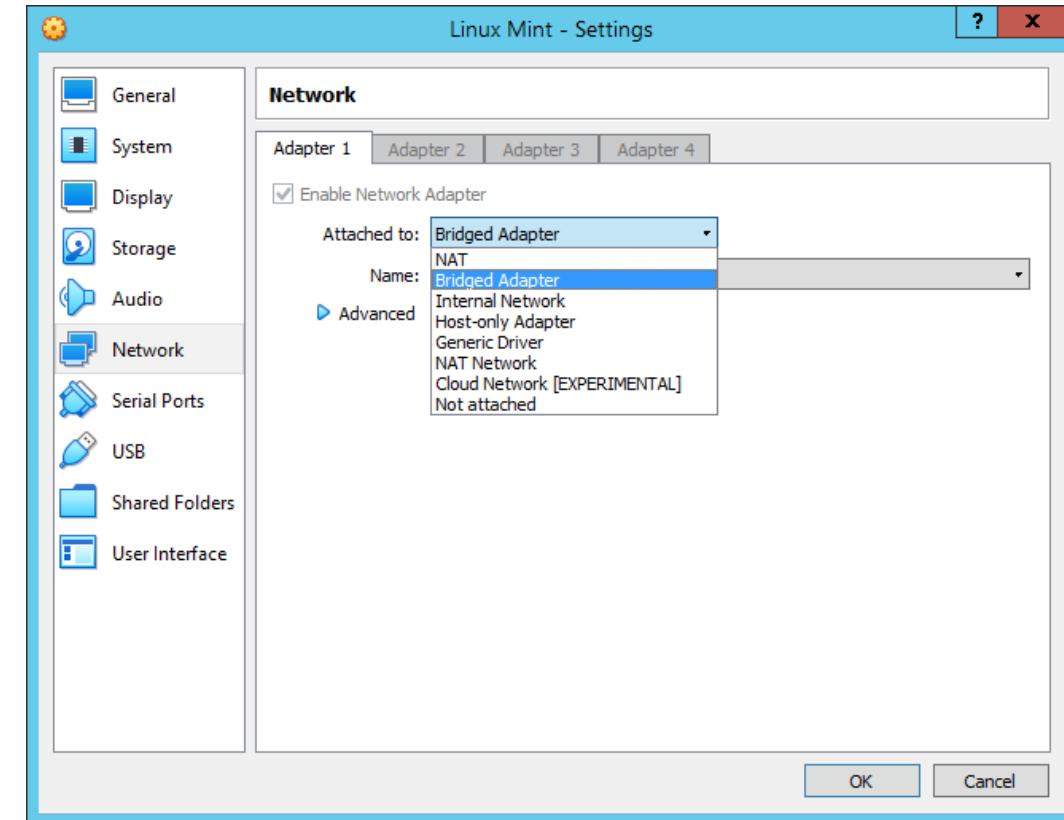 Linux Mint - Settings
?
x
General
System
Display
Storage
Audio
Network
Serial Ports
USB
Shared Folders
User Interface
Network
Adapter 1 Adapter 2 Adapter 3 Adapter 4
Enable Network Adapter
Attached to: Bridged Adapter
Name:
Advanced
NAT
Bridged Adapter
Internal Network
Host-only Adapter
Generic Driver
NAT Network
Cloud Network [EXPERIMENTAL]
Not attached
OK Cancel